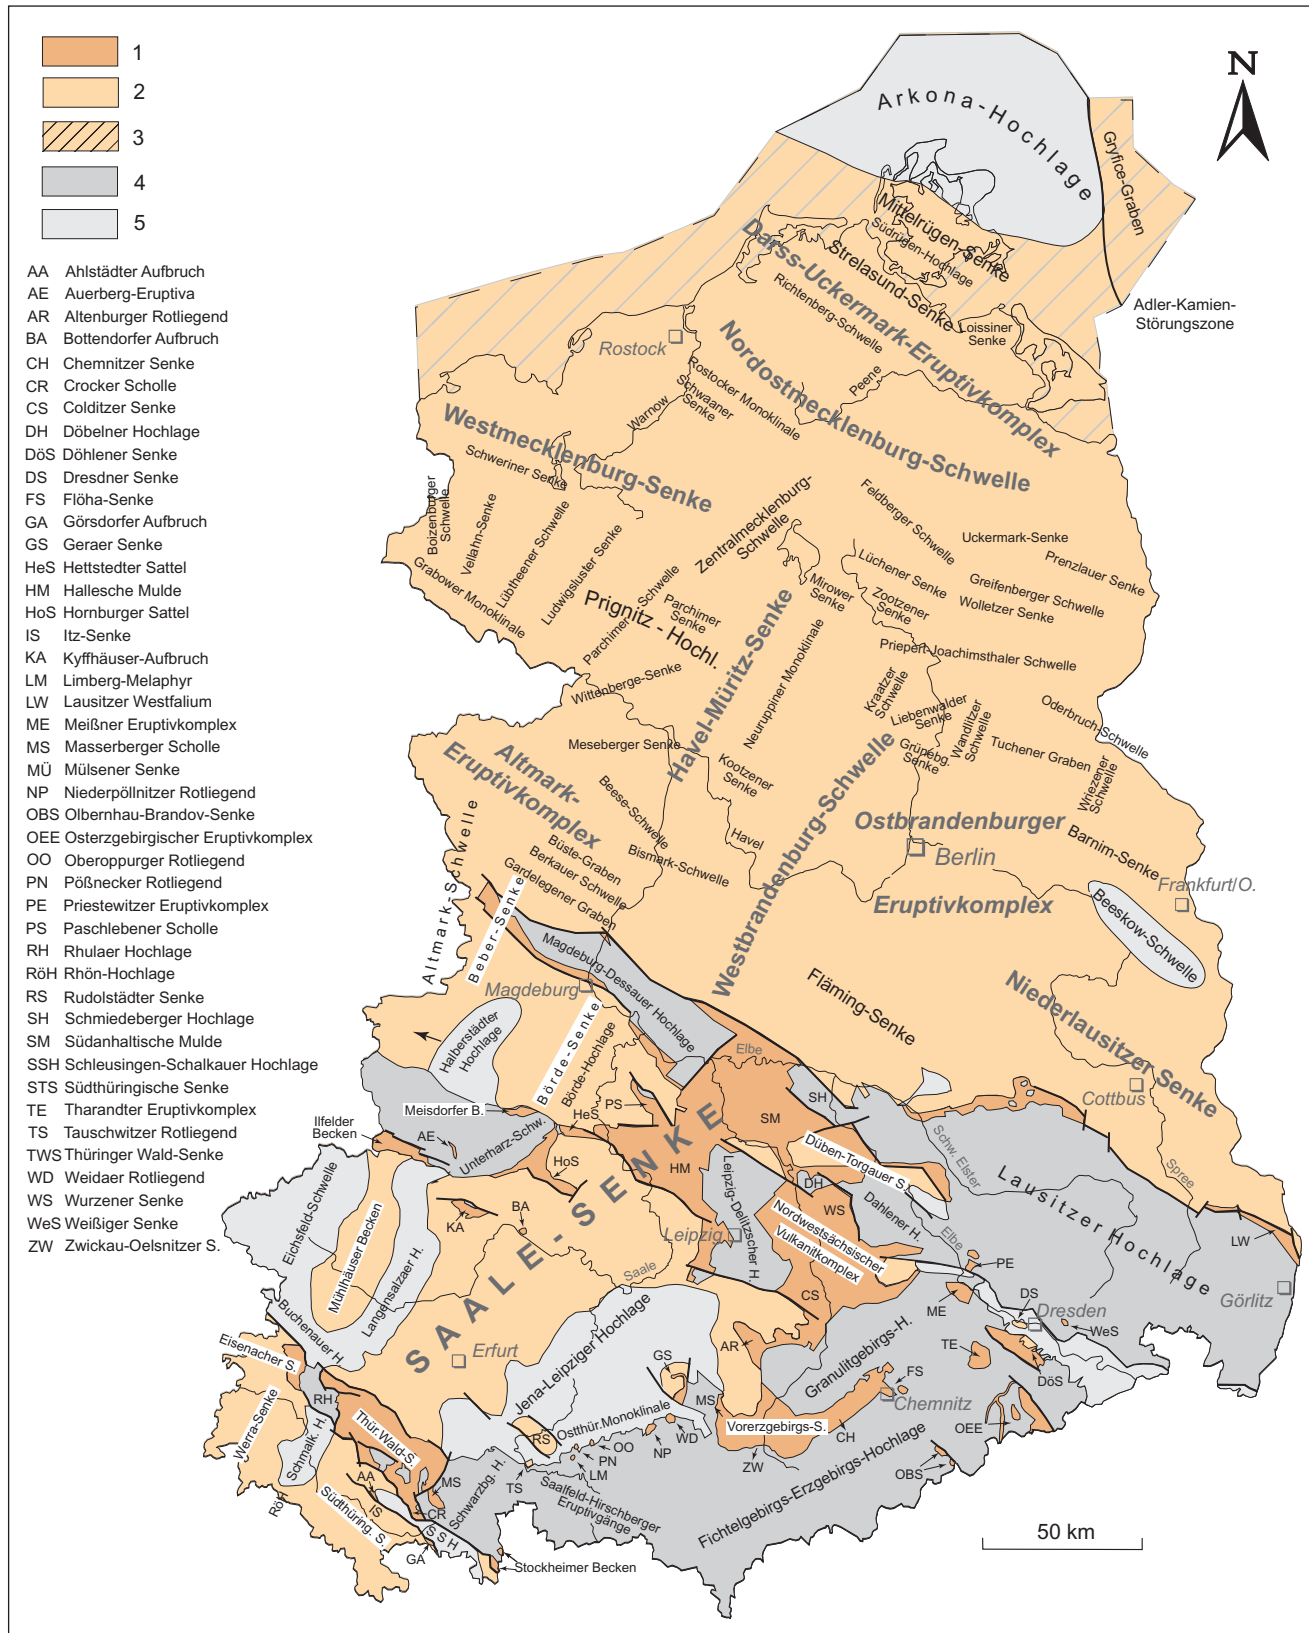 1
2
3
4
5
AA Ahlstädter Aufbruch
AE Auerberg-Eruptiva
AR Altenburger Rotliegend
BA Bottendorfer Aufbruch
CH Chemnitzer Senke
CR Crocker Scholle
CS Colditzer Senke
DH Döbelner Hochlage
DöS Döhlener Senke
DS Dresdner Senke
FS Flöha-Senke
GA Görsdorfer Aufbruch
GS Geraer Senke
HeS Hettstedter Sattel
HM Hallesche Mulde
HoS Hornburger Sattel
IS Itz-Senke
KA Kyffhäuser-Aufbruch
LM Limberg-Melaphyr
LW Lausitzer Westfalium
ME Meißner Eruptivkomplex
MS Masserberger Scholle
MÜ Mülsener Senke
NP Niederpöllnitzer Rotliegend
OBS Olbernhau-Brandov-Senke
OEE Osterzgebirgischer Eruptivkomplex
OO Oberoppurger Rotliegend
PN Pößnecker Rotliegend
PE Priestewitzer Eruptivkomplex
PS Paschlebener Scholle
RH Rhulaer Hochlage
RöH Rhön-Hochlage
RS Rudolstädter Senke
SH Schmiedeberger Hochlage
SM Südanhaltische Mulde
SSH Schleusingen-Schalkauer Hochlage
STS Südthüringische Senke
TE Tharandter Eruptivkomplex
TS Tauschwitzer Rotliegend
TWS Thüringer Wald-Senke
WD Weidaer Rotliegend
WS Wurzener Senke
WeS Weißiger Senke
ZW Zwickau-Oelsnitzer S.
N
Arkona-Hochlage
Gryfice-Graben
Adler-Kamien-
Störungszone
Mittelrügen-Senke
Südrügen-Hochlage
Strelasund-Senke
Darss-Uckermark-Eruptivkomplex
Richtenberg-Schwelle
Loissiner
Senke
Rostock
Nordostmecklenburg-Schwelle
Rostocker Monoklinale
Schwaaner
Senke
Peene
Warnow
Westmecklenburg-Senke
Schweriner Senke
Boizenburger
Schwelle
Vellahn-Senke
Lübtheener Schwelle
Ludwigsluster Senke
Grabower Monoklinale
Zentralmecklenburg-
Schwelle
Feldberger Schwelle
Uckermark-Senke
Prenzlauer Senke
Lüchener Senke
Greifenberger Schwelle
Wolletzer Senke
Zootzener
Senke
Mirower
Senke
Parchimer Schwelle
Parchimer
Senke
Prignitz - Hochl.
Wittenberge-Senke
Havel-Müritz-Senke
Neuruppiner Monoklinale
Priepert-Joachimsthaler Schwelle
Kraatzer
Schwelle
Liebenwalder
Senke
Wandlitzer
Schwelle
Grünebg.
Senke
Oderbruch-Schwelle
Tuchener Graben
Wriezener
Schwelle
Barnim-Senke
Meseberger Senke
Kootzener
Senke
Altmark-
Eruptivkomplex
Beese-Schwelle
Havel
Bismark-Schwelle
Büste-Graben
Berkauer Schwelle
Gardelegener Graben
Westbrandenburg-Schwelle
Ostbrandenburger
Berlin
Eruptivkomplex
Frankfurt/O.
Beeskow-Schwelle
Altmark-Schwelle
Beber-Senke
Magdeburg-Dessauer Hochlage
Magdeburg
Fläming-Senke
Niederlausitzer Senke
Halberstädter
Hochlage
Börde-Senke
Börde-Hochlage
Elbe
Cottbus
Meisdorfer B.
HeS
PS
SH
SM
Ilfelder
Becken
AE
Unterharz-Schw.
HoS
HM
Düben-Torgauer S.
Schw. Elster
Spree
Lausitzer Hochlage
SAALE-SENKE
Leipzig-Delitzscher H.
DH
WS
Dahlener H.
Eichsfeld-Schwelle
Mühlhäuser Becken
Langensalzaer H.
KA
BA
Leipzig
Nordwestsächsischer
Vulkanitkomplex
Elbe
LW
Saale
PE
Görlitz
Buchenauer H.
CS
ME
DS
Dresden
WeS
Eisenacher S.
Erfurt
Jena-Leipziger Hochlage
AR
Granulitgebirgs-H.
TE
DöS
GS
FS
Chemnitz
Werra-Senke
RH
Schmalk. H.
Thür.Wald-S.
RS
Ostthür.Monoklinale
MS
Vorerzgebirgs-S.
CH
OEE
WD
NP
OO
PN
LM
ZW
OBS
RöH
AA
IS
MS
CR
Schwarzbg. H.
TS
Saalfeld-Hirschberger
Eruptivgänge
Fichtelgebirgs-Erzgebirgs-Hochlage
Südthüring. S.
SSH
GA
Stockheimer Becken
50 km